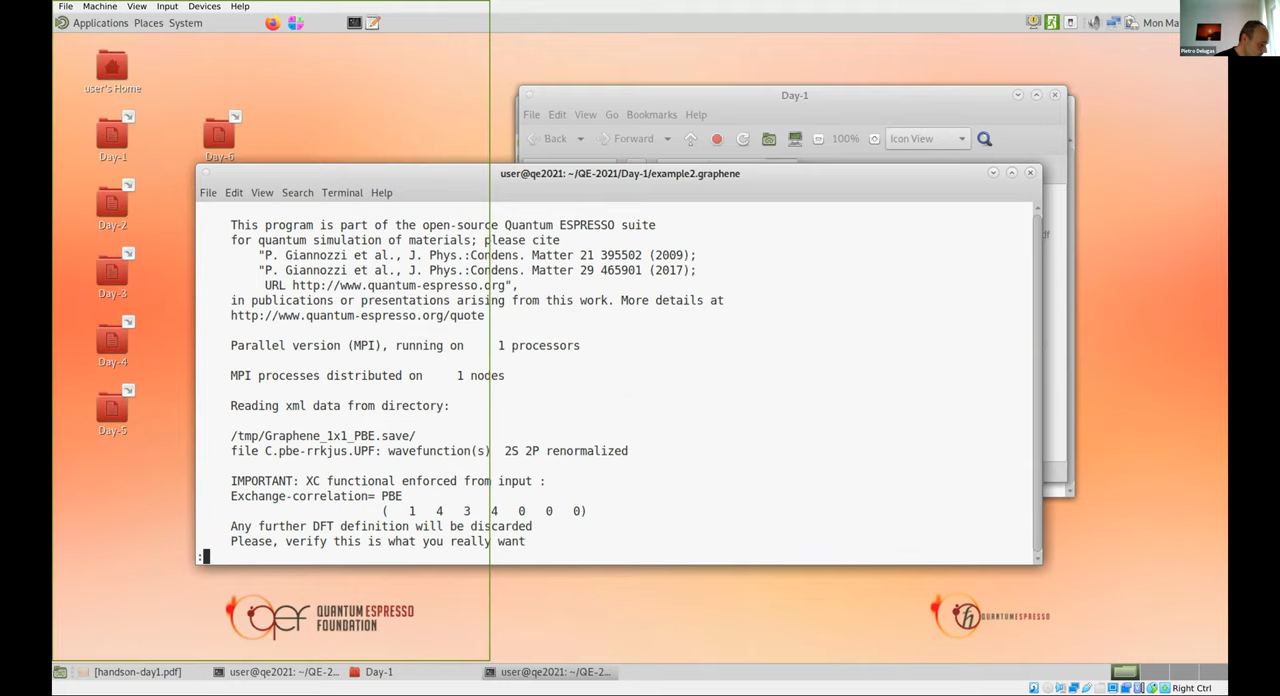 File Machine View Input Devices Help
Applications Places System
Mon Ma
Pietro Delugas
user's Home
Day-1
Day-6
Day-2
Day-3
Day-4
Day-5
Day-1
File Edit View Go Bookmarks Help
Back Forward 100% Icon View
user@qe2021: ~/QE-2021/Day-1/example2.graphene
File Edit View Search Terminal Help
This program is part of the open-source Quantum ESPRESSO suite
for quantum simulation of materials; please cite
"P. Giannozzi et al., J. Phys.:Condens. Matter 21 395502 (2009);
"P. Giannozzi et al., J. Phys.:Condens. Matter 29 465901 (2017);
URL http://www.quantum-espresso.org",
in publications or presentations arising from this work. More details at
http://www.quantum-espresso.org/quote
Parallel version (MPI), running on 1 processors
MPI processes distributed on 1 nodes
Reading xml data from directory:
/tmp/Graphene_1x1_PBE.save/
file C.pbe-rrkjus.UPF: wavefunction(s) 2S 2P renormalized
IMPORTANT: XC functional enforced from input :
Exchange-correlation= PBE
( 1 4 3 4 0 0 0)
Any further DFT definition will be discarded
Please, verify this is what you really want
:
QUANTUM ESPRESSO
FOUNDATION
QUANTUMESPRESSO
[handson-day1.pdf] user@qe2021: ~/QE-2... Day-1 user@qe2021: ~/QE-2...
Right Ctrl